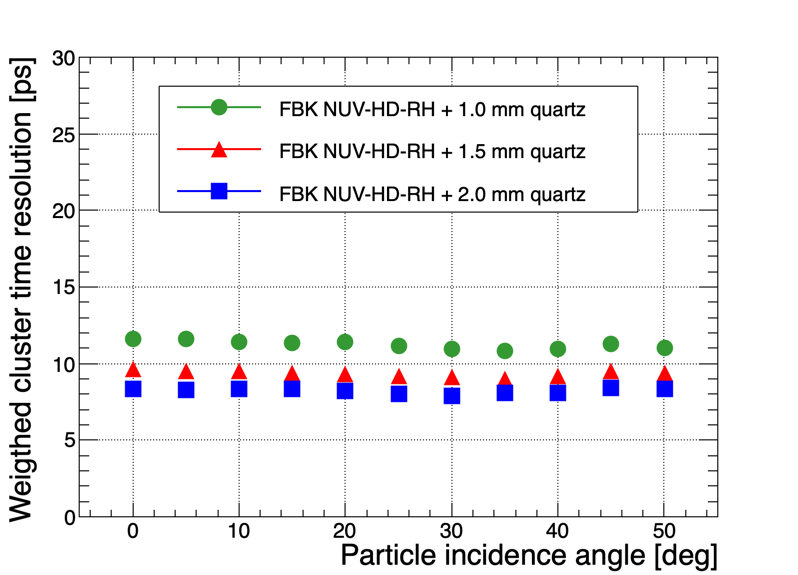 Weigthed cluster time resolution [ps]
30
25
20
15
10
5
0
FBK NUV-HD-RH + 1.0 mm quartz
FBK NUV-HD-RH + 1.5 mm quartz
FBK NUV-HD-RH + 2.0 mm quartz
0 10 20 30 40 50
Particle incidence angle [deg]